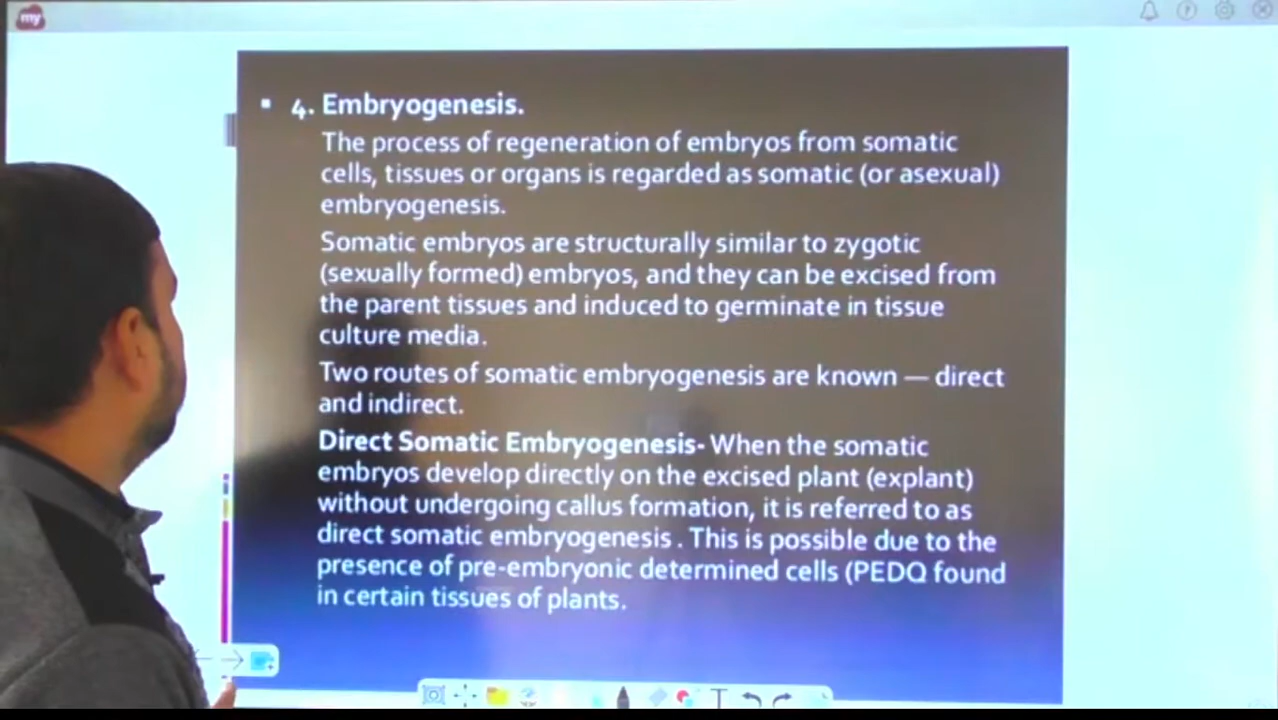 my
4. Embryogenesis.
The process of regeneration of embryos from somatic
cells, tissues or organs is regarded as somatic (or asexual)
embryogenesis.
Somatic embryos are structurally similar to zygotic
(sexually formed) embryos, and they can be excised from
the parent tissues and induced to germinate in tissue
culture media.
Two routes of somatic embryogenesis are known — direct
and indirect.
Direct Somatic Embryogenesis- When the somatic
embryos develop directly on the excised plant (explant)
without undergoing callus formation, it is referred to as
direct somatic embryogenesis . This is possible due to the
presence of pre-embryonic determined cells (PEDQ found
in certain tissues of plants.